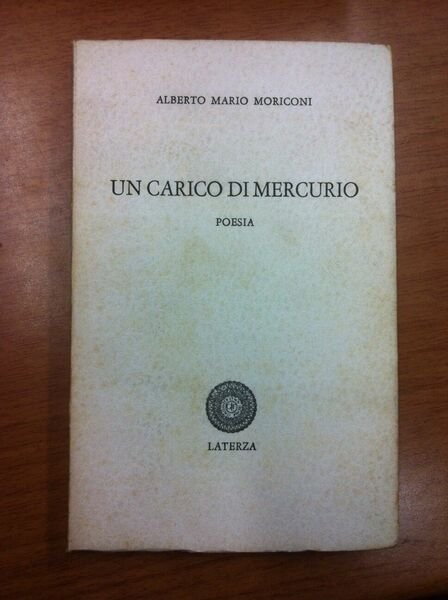 ALBERTO MARIO MORICONI
UN CARICO DI MERCURIO
POESIA
LATERZA